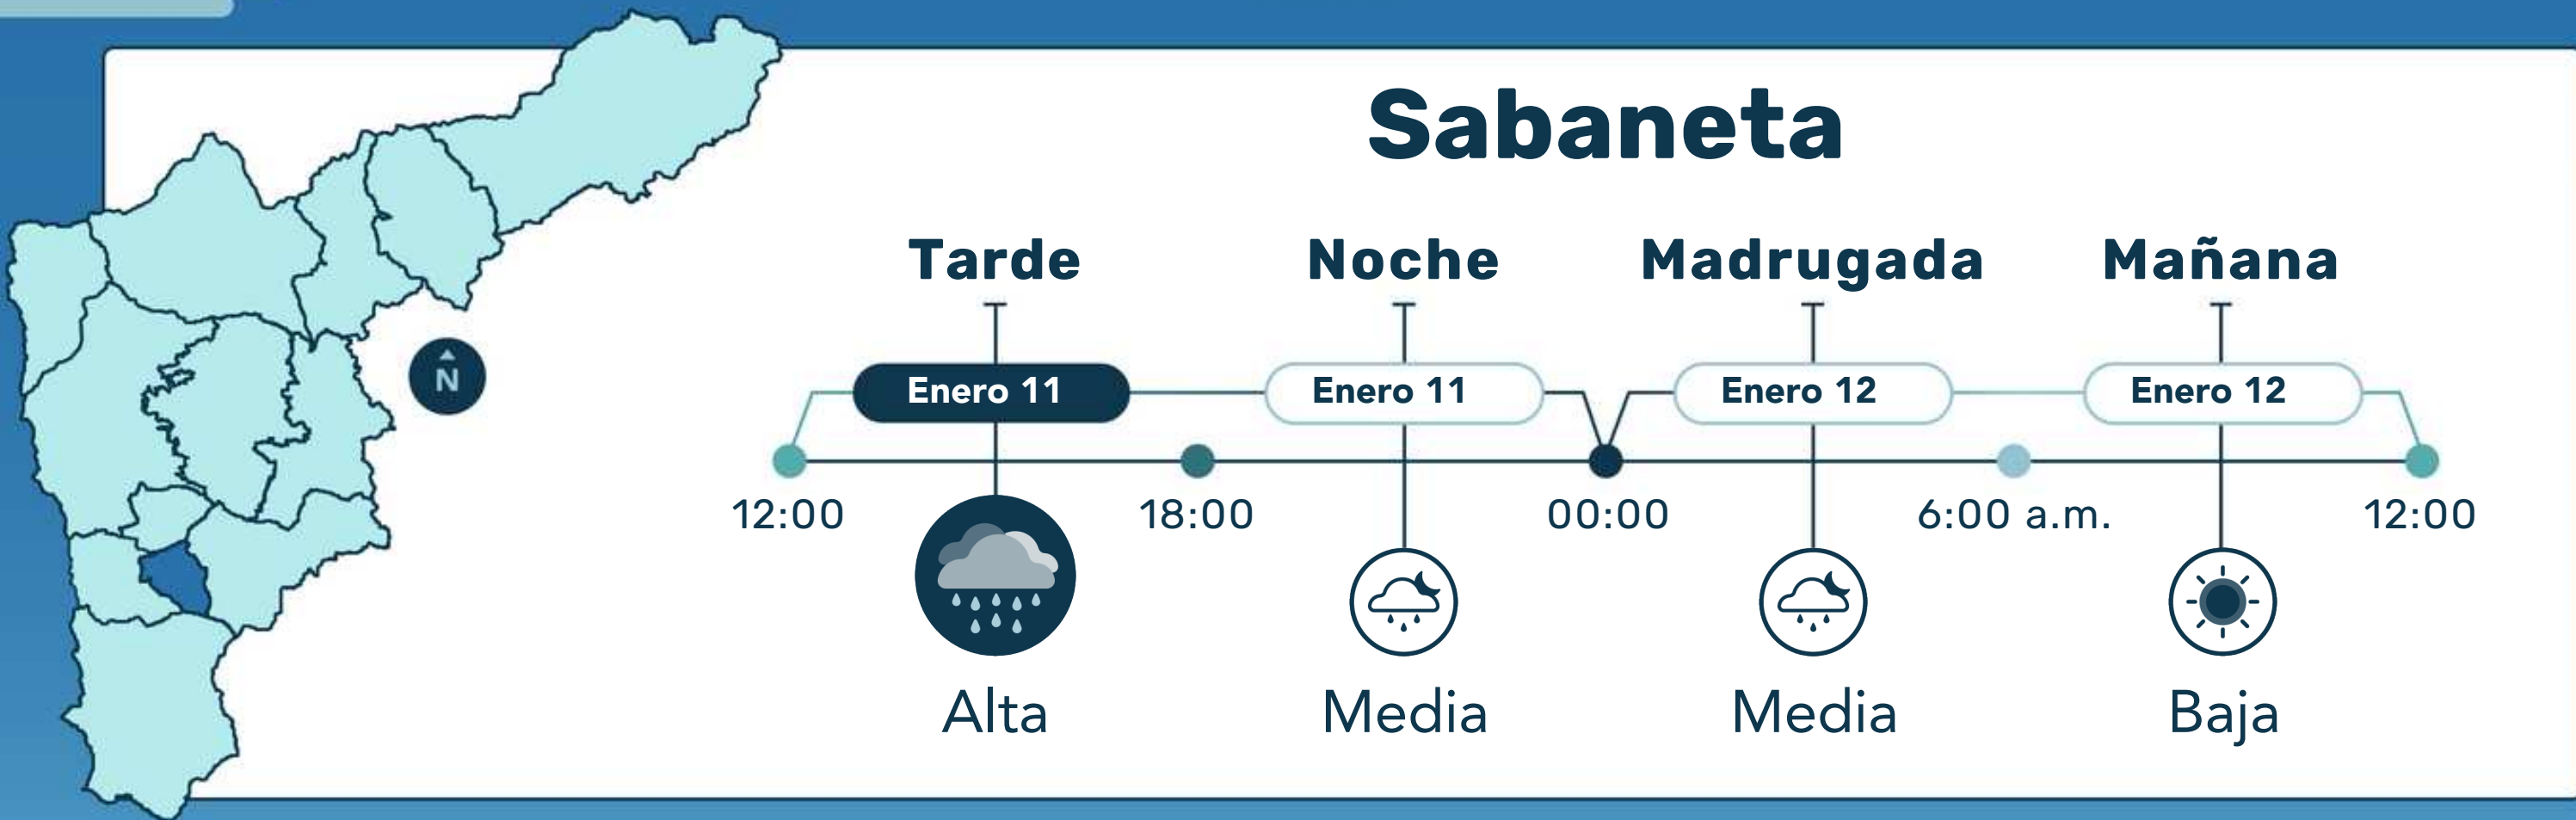 Sabaneta
Tarde Noche Madrugada Mañana
Enero 11 Enero 11 Enero 12 Enero 12
N
12:00 18:00 00:00 6:00 a.m. 12:00
Alta Media Media Baja